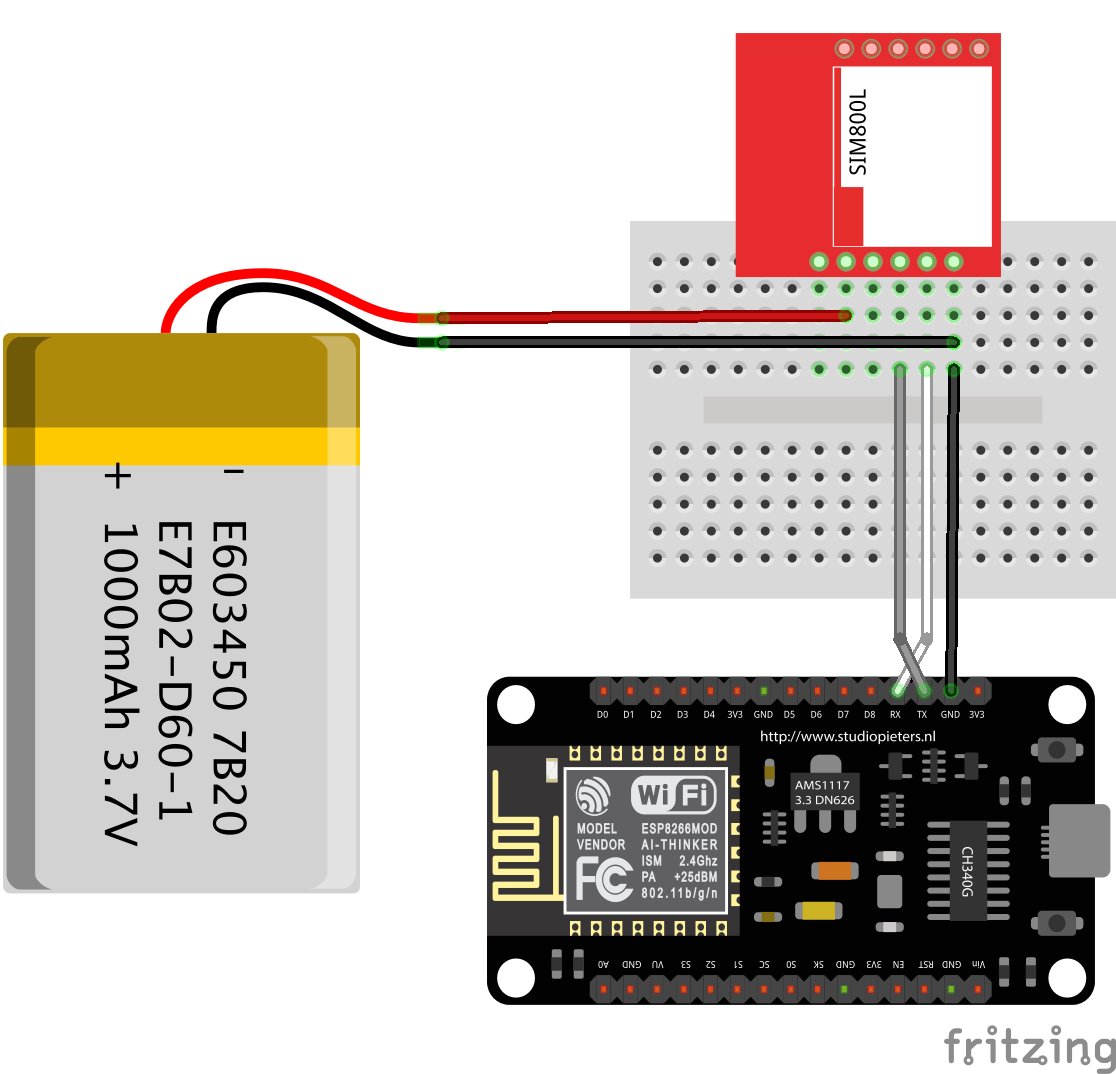 SIM800L
+ −
E603450 7B20
E7B02−D60−1
1000mAh 3.7V
D0 D1 D2 D3 D4 3V3 GND D5 D6 D7 D8 RX TX GND 3V3
http://www.studiopieters.nl
AMS1117
3.3 DN626
WiFi
MODEL ESP8266MOD
VENDOR AI-THINKER
ISM 2.4Ghz
PA +25dBM
802.11b/g/n
FC
CH340G
A0 GND VU S3 S2 S1 SC S0 SK GND 3V3 EN RST GND Vin
fritzing